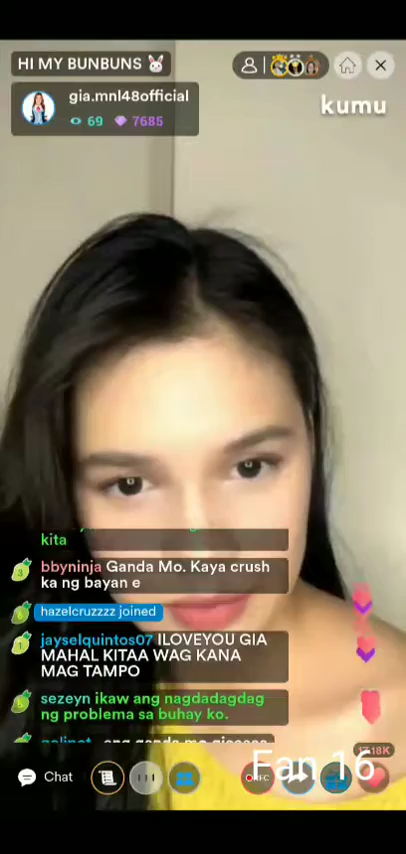 HI MY BUNBUNS 🐰
gia.mnl48official
69 7685
kumu
kita
bbyninja Ganda Mo. Kaya crush
ka ng bayan e
hazelcruzzzz joined
jayselquintos07 ILOVEYOU GIA
MAHAL KITAA WAG KANA
MAG TAMPO
sezeyn ikaw ang nagdadagdag
ng problema sa buhay ko.
17.18K
Chat
Fan 16